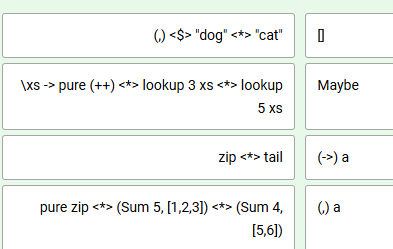 (,) <$> "dog" <*> "cat"
[]
\xs -> pure (++) <*> lookup 3 xs <*> lookup
5 xs
Maybe
zip <*> tail
(->) a
pure zip <*> (Sum 5, [1,2,3]) <*> (Sum 4,
[5,6])
(,) a